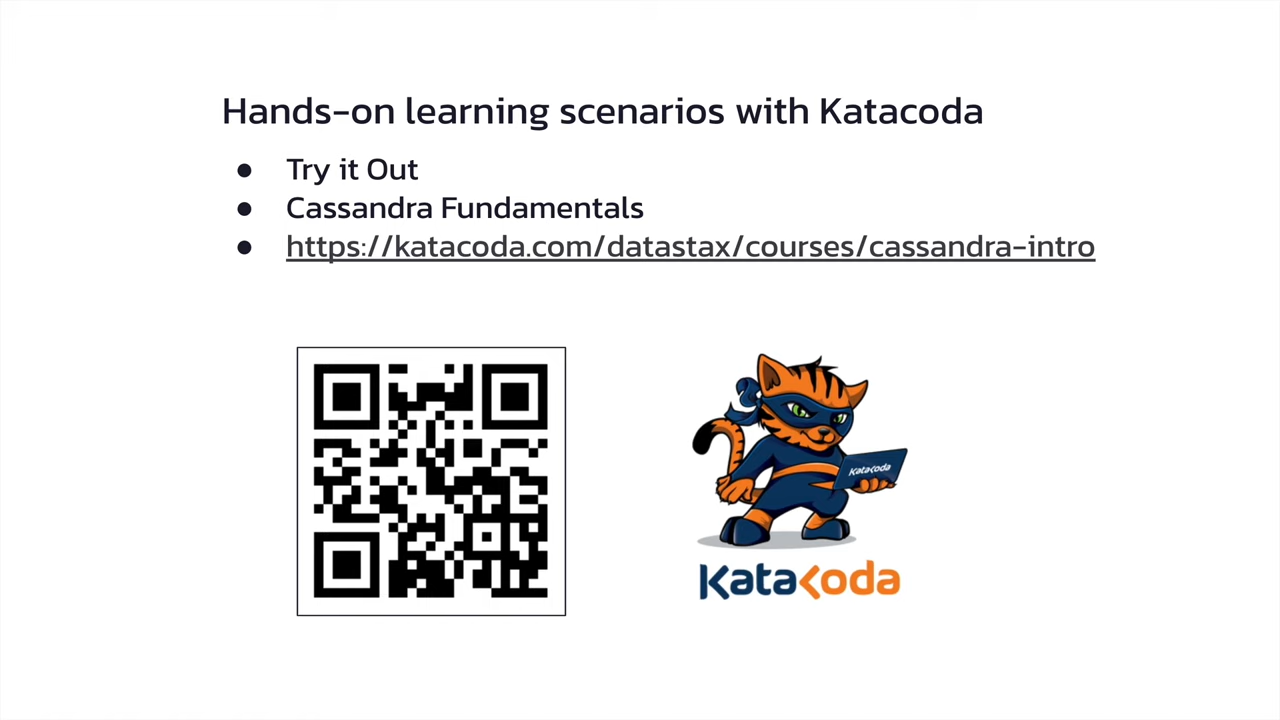 Hands-on learning scenarios with Katacoda
● Try it Out
● Cassandra Fundamentals
● https://katacoda.com/datastax/courses/cassandra-intro
KataCoda
KataCoda